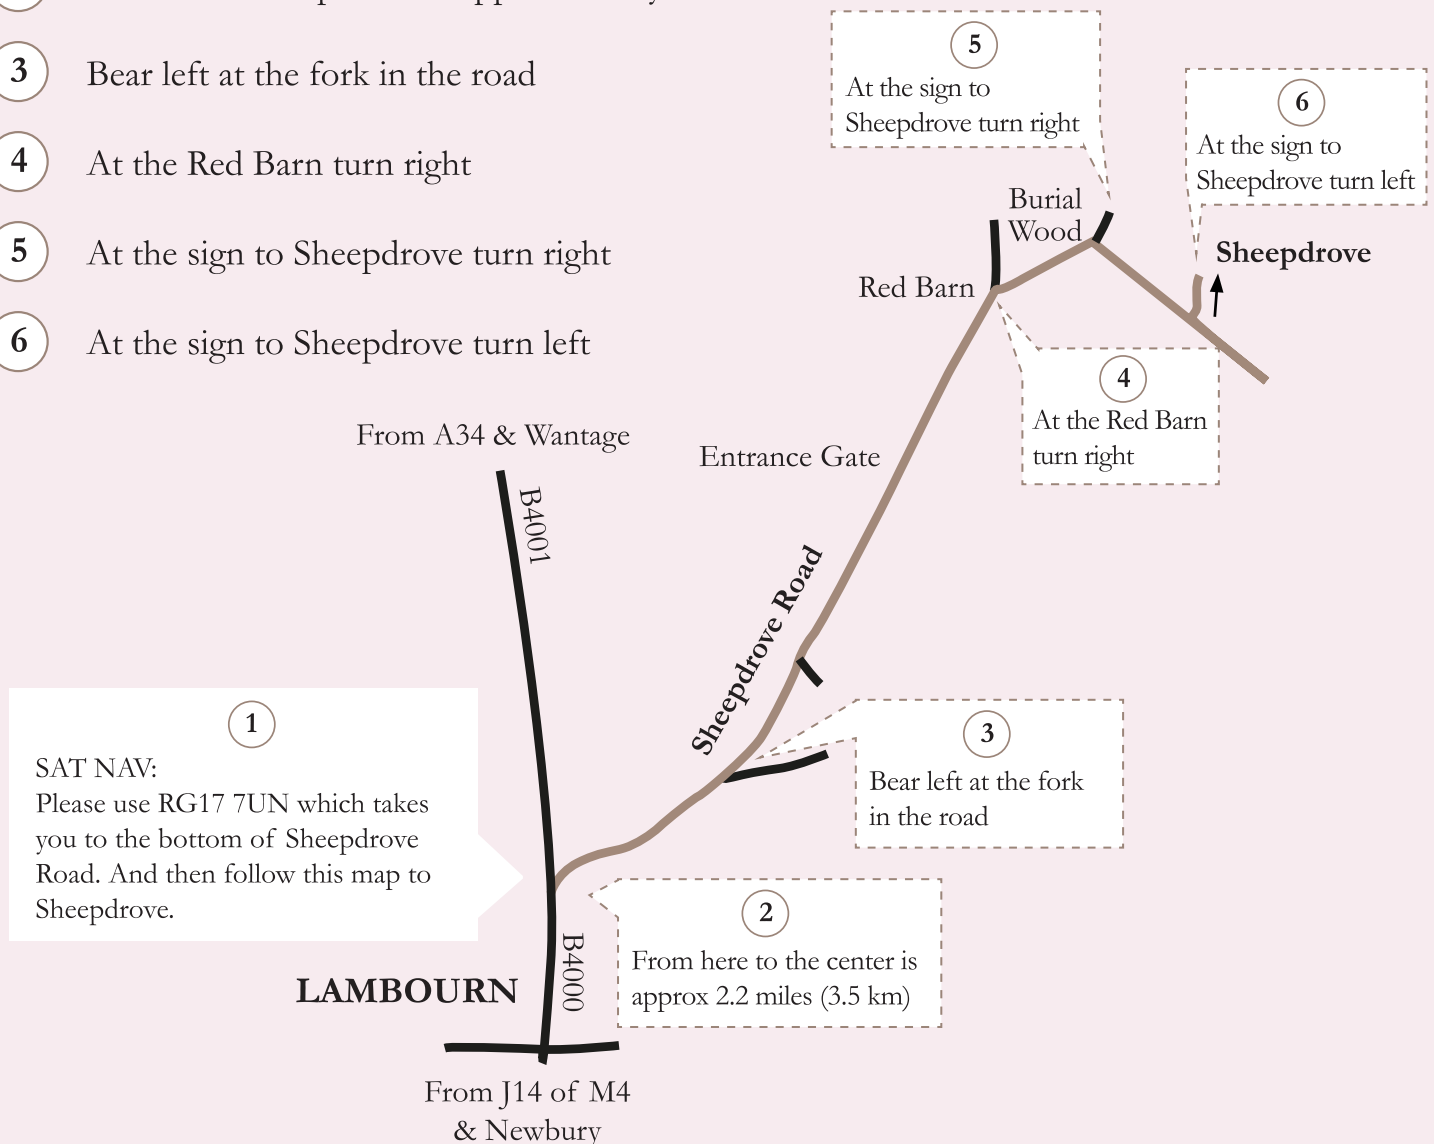 3
Bear left at the fork in the road
4
At the Red Barn turn right
5
At the sign to Sheepdrove turn right
6
At the sign to Sheepdrove turn left
5
At the sign to
Sheepdrove turn right
6
At the sign to
Sheepdrove turn left
Burial
Wood
Sheepdrove
Red Barn
4
At the Red Barn
turn right
From A34 & Wantage
Entrance Gate
B4001
Sheepdrove Road
3
Bear left at the fork
in the road
1
SAT NAV:
Please use RG17 7UN which takes
you to the bottom of Sheepdrove
Road. And then follow this map to
Sheepdrove.
2
From here to the center is
approx 2.2 miles (3.5 km)
B4000
LAMBOURN
From J14 of M4
& Newbury